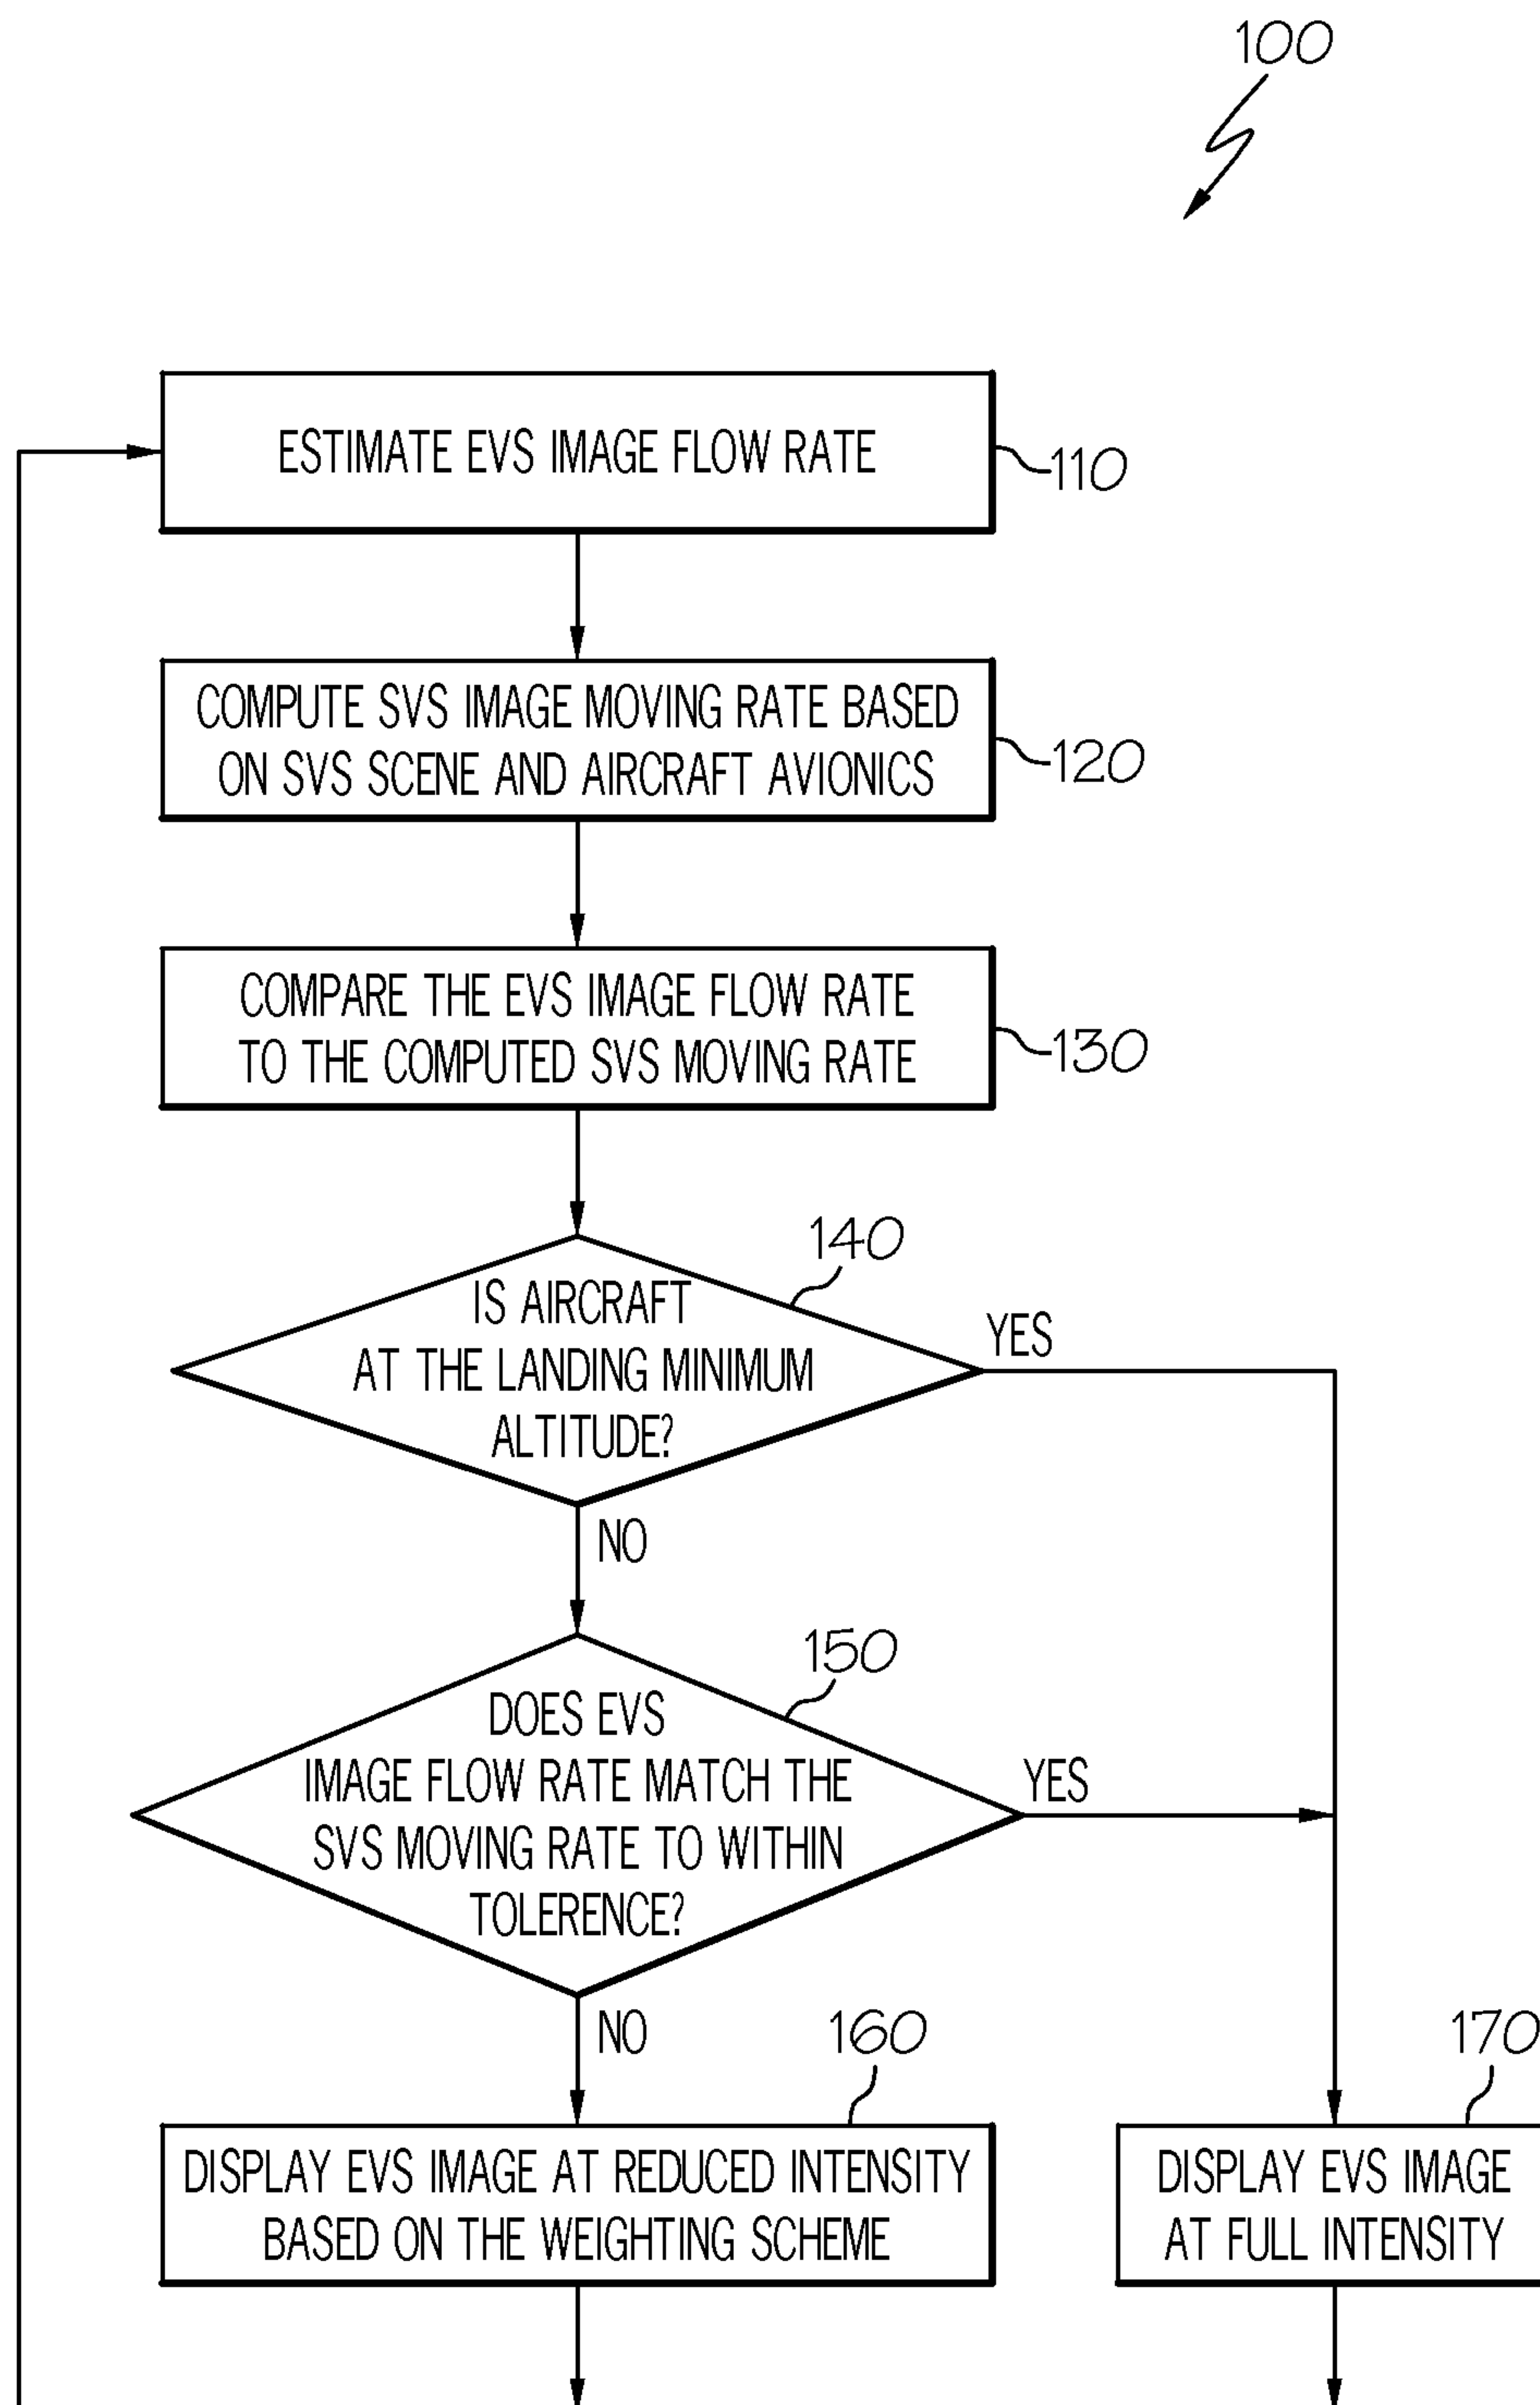 100
ESTIMATE EVS IMAGE FLOW RATE
110
COMPUTE SVS IMAGE MOVING RATE BASED
ON SVS SCENE AND AIRCRAFT AVIONICS
120
COMPARE THE EVS IMAGE FLOW RATE
TO THE COMPUTED SVS MOVING RATE
130
140
IS AIRCRAFT
AT THE LANDING MINIMUM
ALTITUDE?
YES
NO
150
DOES EVS
IMAGE FLOW RATE MATCH THE
SVS MOVING RATE TO WITHIN
TOLERENCE?
YES
NO
160
DISPLAY EVS IMAGE AT REDUCED INTENSITY
BASED ON THE WEIGHTING SCHEME
170
DISPLAY EVS IMAGE
AT FULL INTENSITY